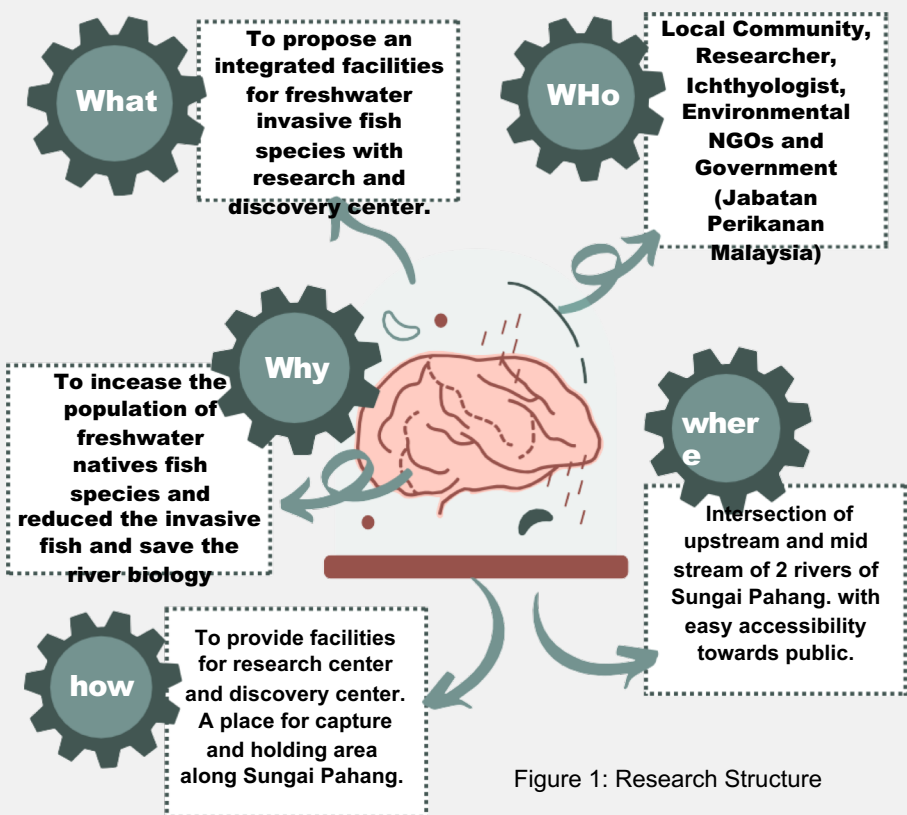 What
To propose an
integrated facilities
for freshwater
invasive fish
species with
research and
discovery center.
WHo
Local Community,
Researcher,
Ichthyologist,
Environmental
NGOs and
Government
(Jabatan
Perikanan
Malaysia)
Why
To incease the
population of
freshwater
natives fish
species and
reduced the invasive
fish and save the
river biology
wher
e
Intersection of
upstream and mid
stream of 2 rivers of
Sungai Pahang. with
easy accessibility
towards public.
how
To provide facilities
for research center
and discovery center.
A place for capture
and holding area
along Sungai Pahang.
Figure 1: Research Structure